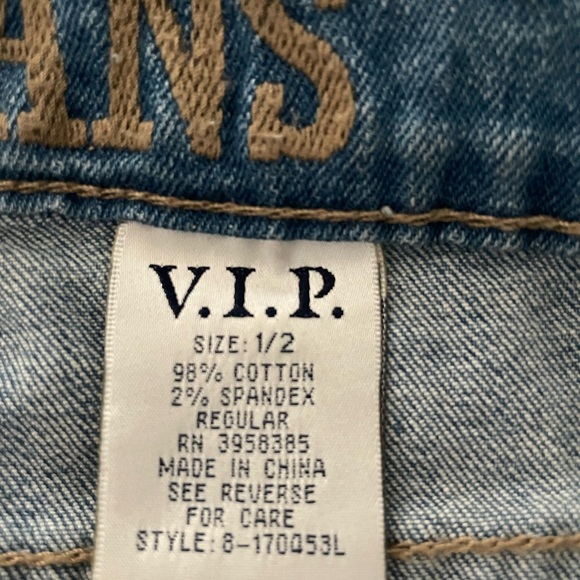 ANS
V.I.P.
SIZE: 1/2
98% COTTON
2% SPANDEX
REGULAR
RN 3958385
MADE IN CHINA
SEE REVERSE
FOR CARE
STYLE: 8-170453L